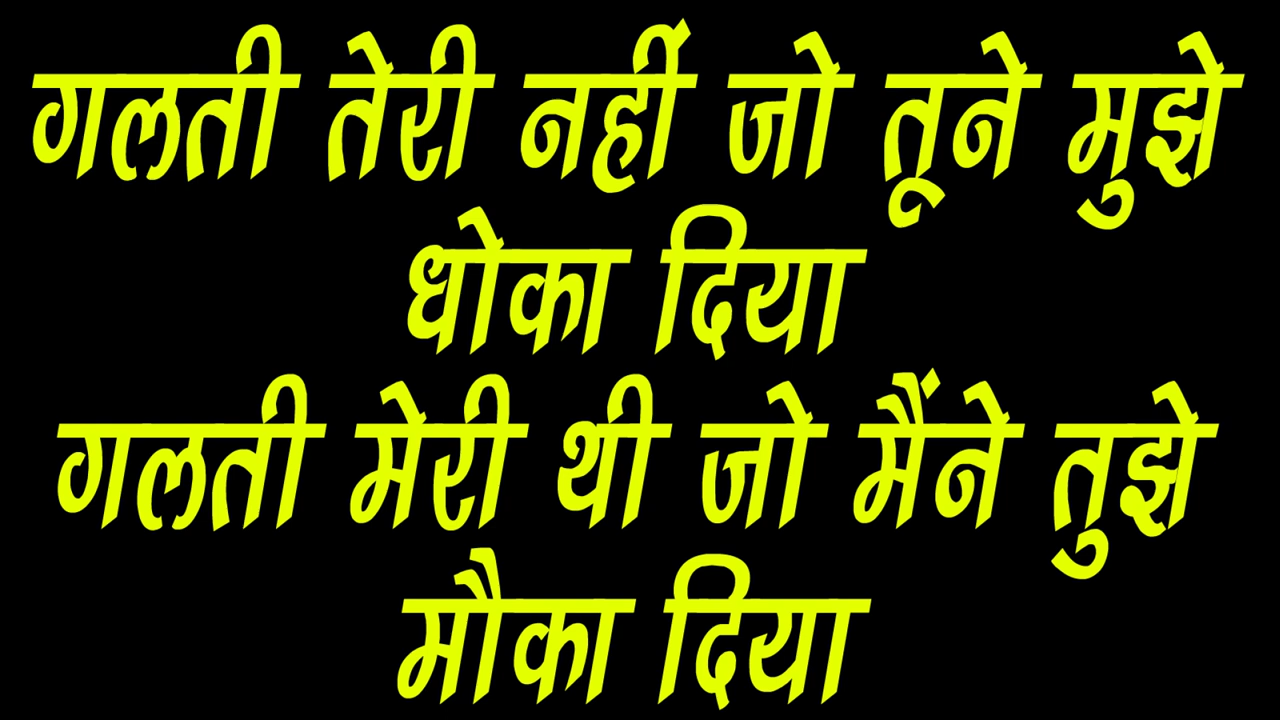 गलती तेरी नहीं जो तूने मुझे
धोका दिया
गलती मेरी थी जो मैंने तुझे
मौका दिया